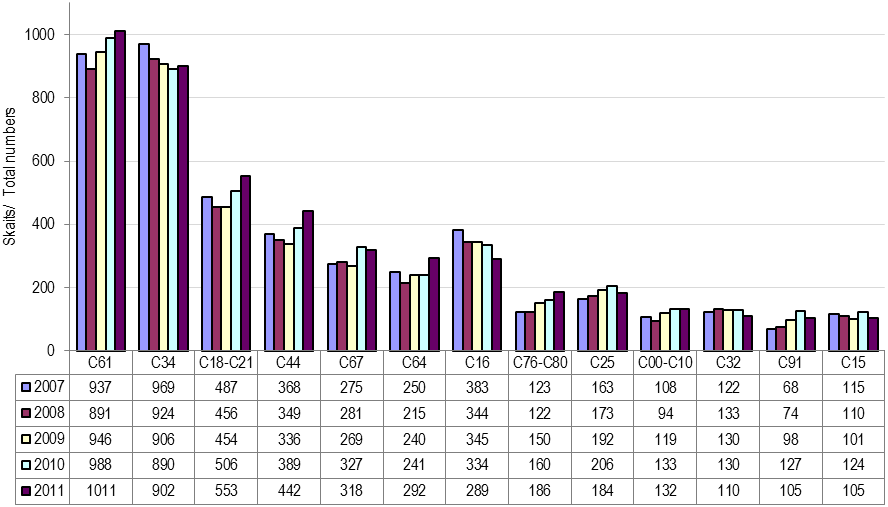 1000
800
600
400
200
0
Skaits/ Total numbers
C61 C34 C18-C21 C44 C67 C64 C16 C76-C80 C25 C00-C10 C32 C91 C15
2007 937 969 487 368 275 250 383 123 163 108 122 68 115
2008 891 924 456 349 281 215 344 122 173 94 133 74 110
2009 946 906 454 336 269 240 345 150 192 119 130 98 101
2010 988 890 506 389 327 241 334 160 206 133 130 127 124
2011 1011 902 553 442 318 292 289 186 184 132 110 105 105